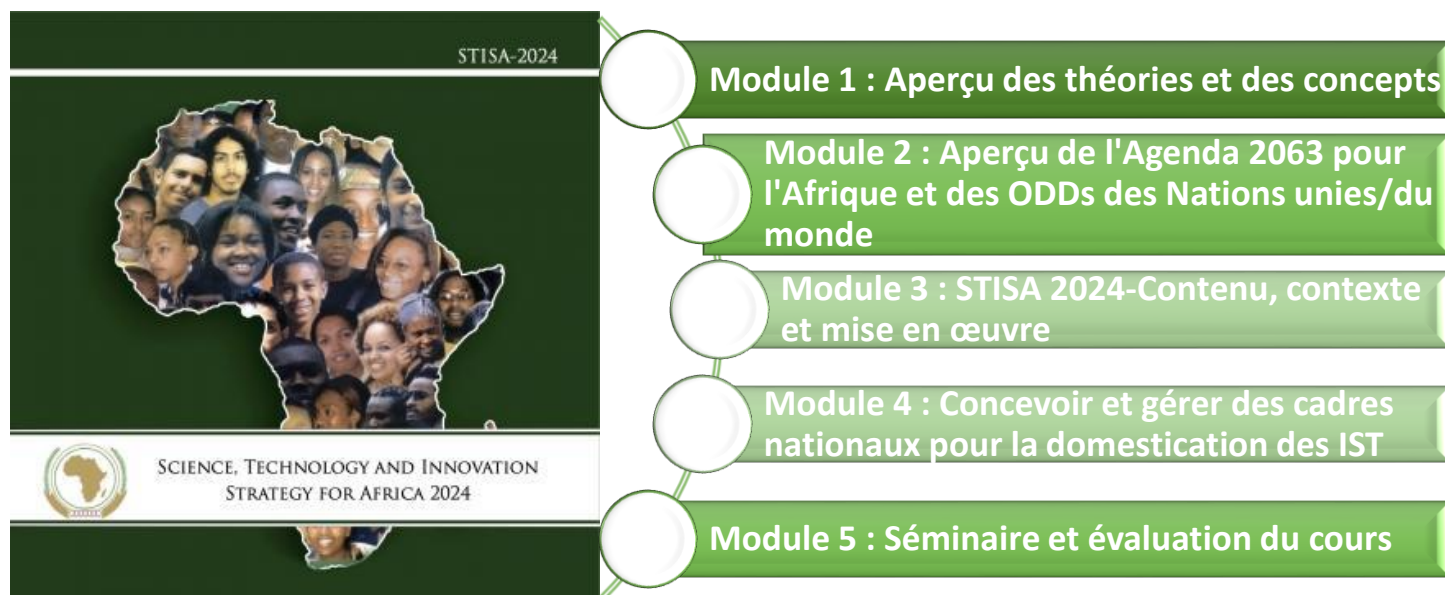 STISA-2024
SCIENCE, TECHNOLOGY AND INNOVATION
STRATEGY FOR AFRICA 2024
Module 1 : Aperçu des théories et des concepts
Module 2 : Aperçu de l'Agenda 2063 pour
l'Afrique et des ODDs des Nations unies/du
monde
Module 3 : STISA 2024-Contenu, contexte
et mise en œuvre
Module 4 : Concevoir et gérer des cadres
nationaux pour la domestication des IST
Module 5 : Séminaire et évaluation du cours